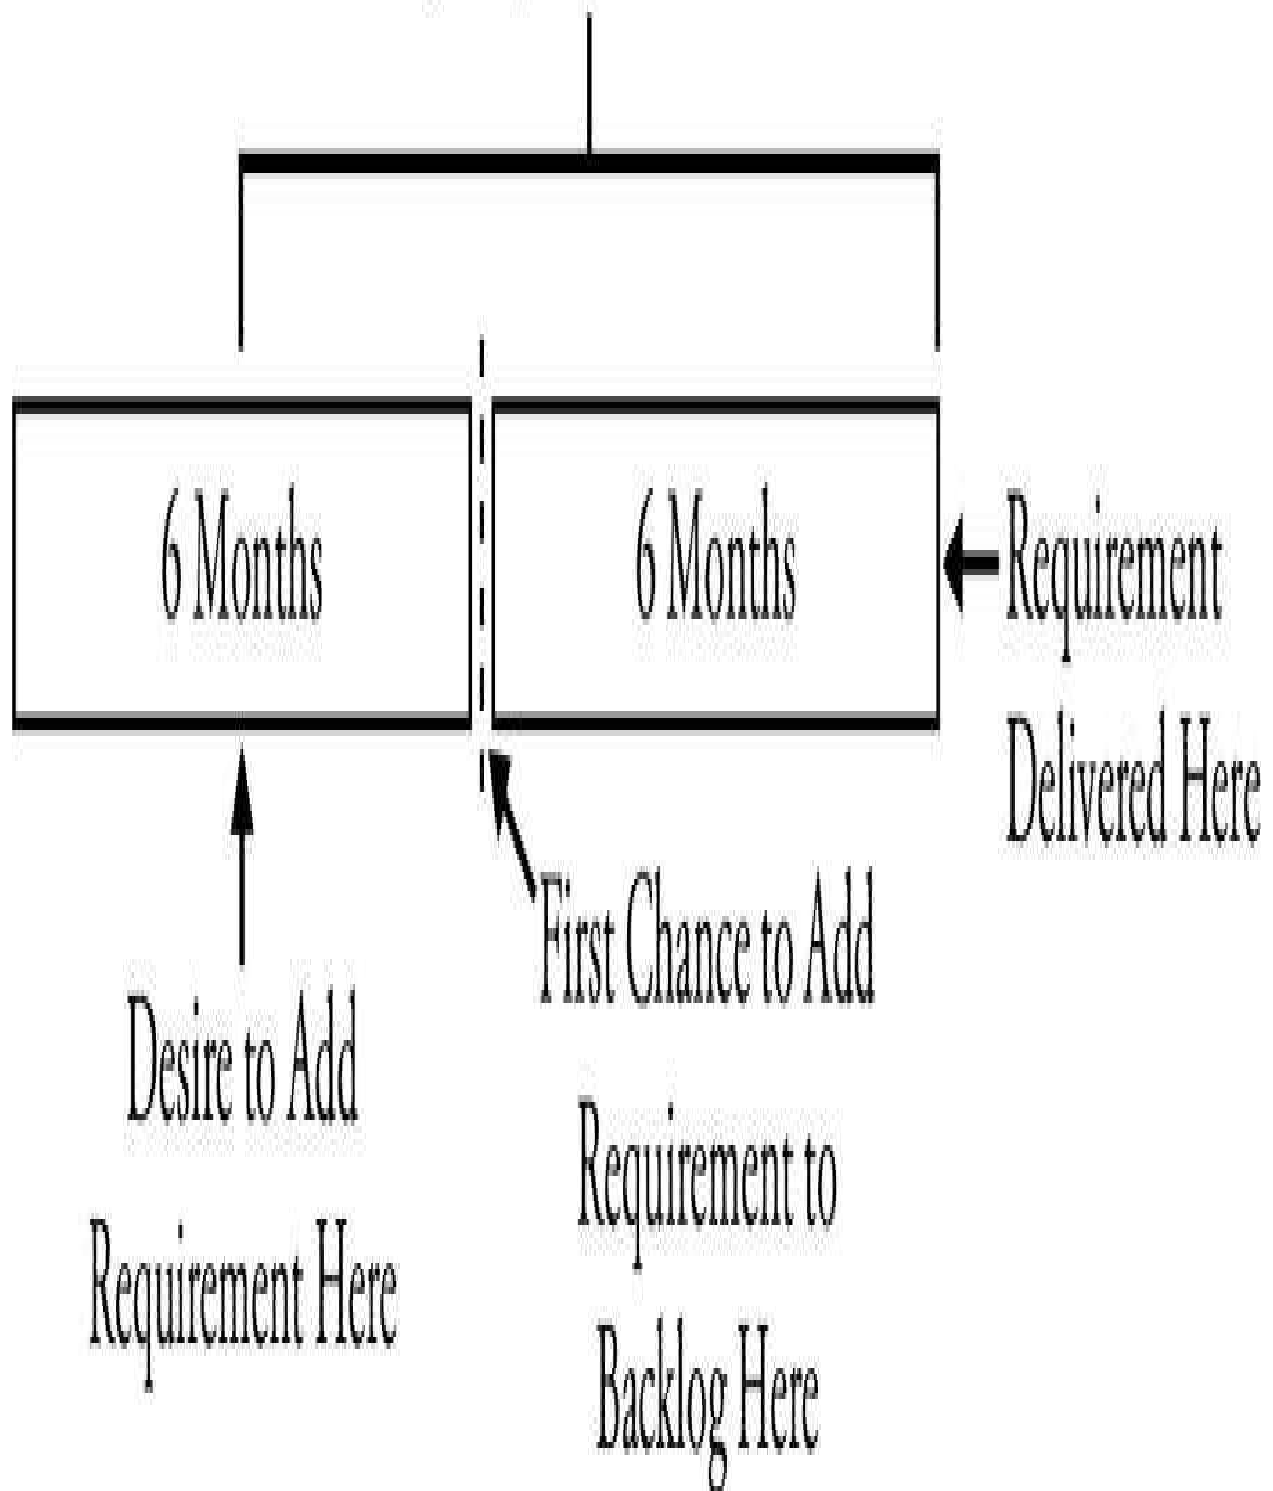 6 Months
6 Months
Requirement
Delivered Here
First Chance to Add
Requirement to
Backlog Here
Desire to Add
Requirement Here